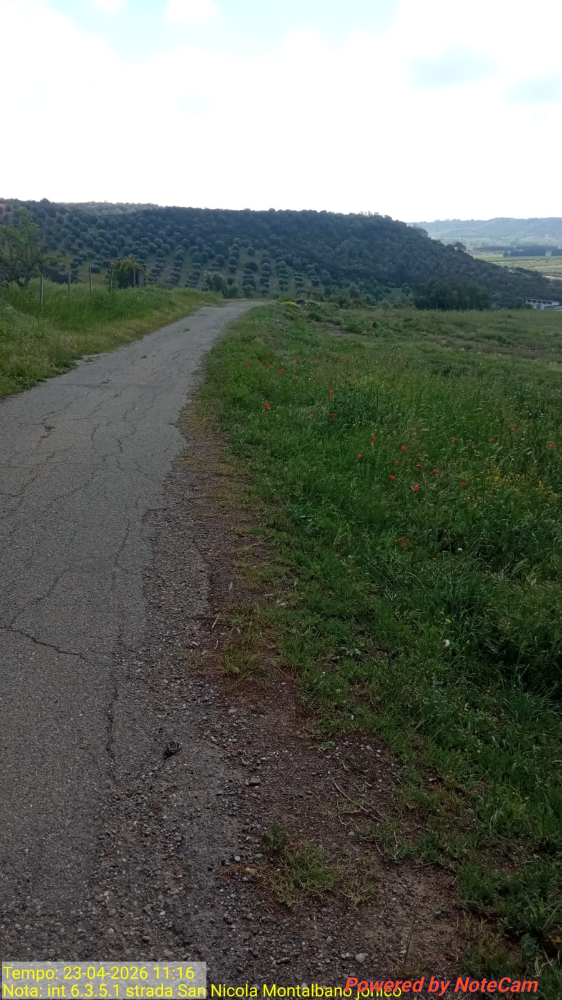 Tempo: 23-04-2026 11:16
Nota: int 6.3.5.1 strada San Nicola Montalbano jonico
Powered by NoteCam